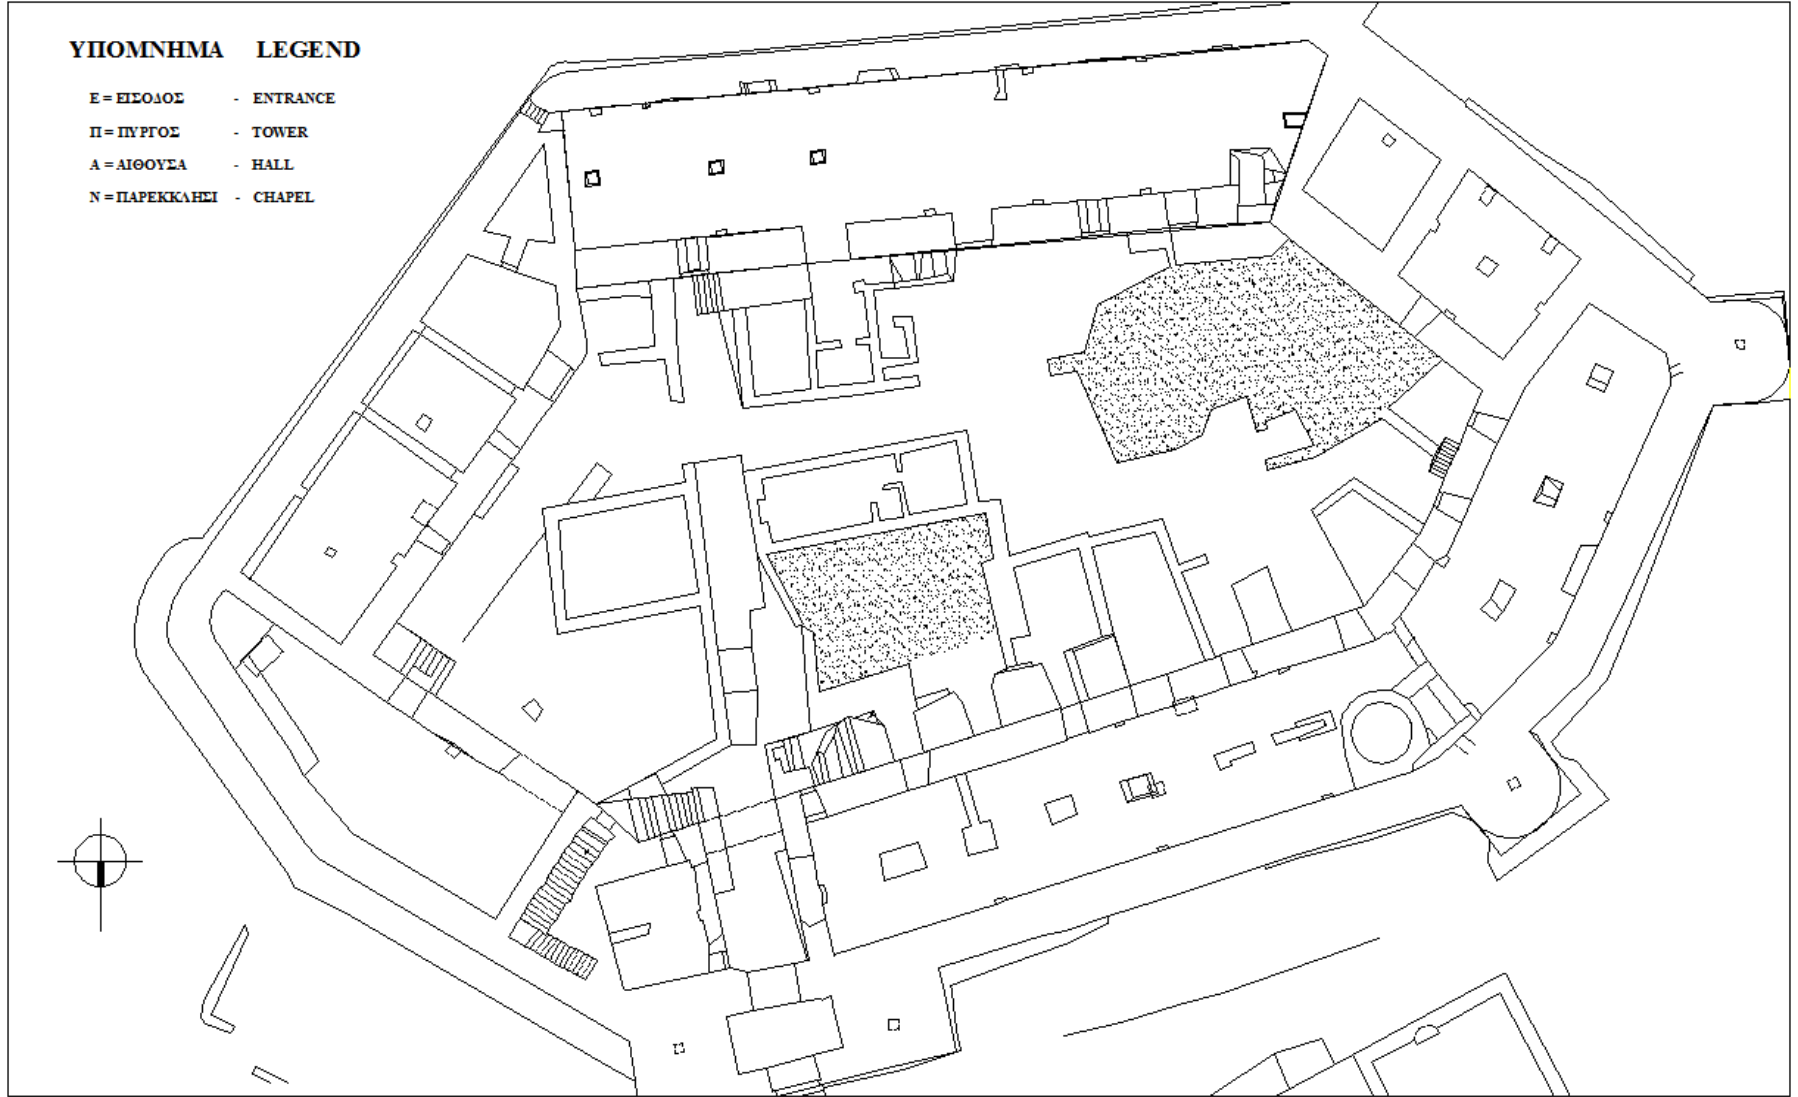 ΥΠΟΜΝΗΜΑ LEGEND
Ε = ΕΙΣΟΔΟΣ - ENTRANCE
Π = ΠΥΡΓΟΣ - TOWER
Α = ΑΙΘΟΥΣΑ - HALL
Ν = ΠΑΡΕΚΚΛΗΣΙ - CHAPEL